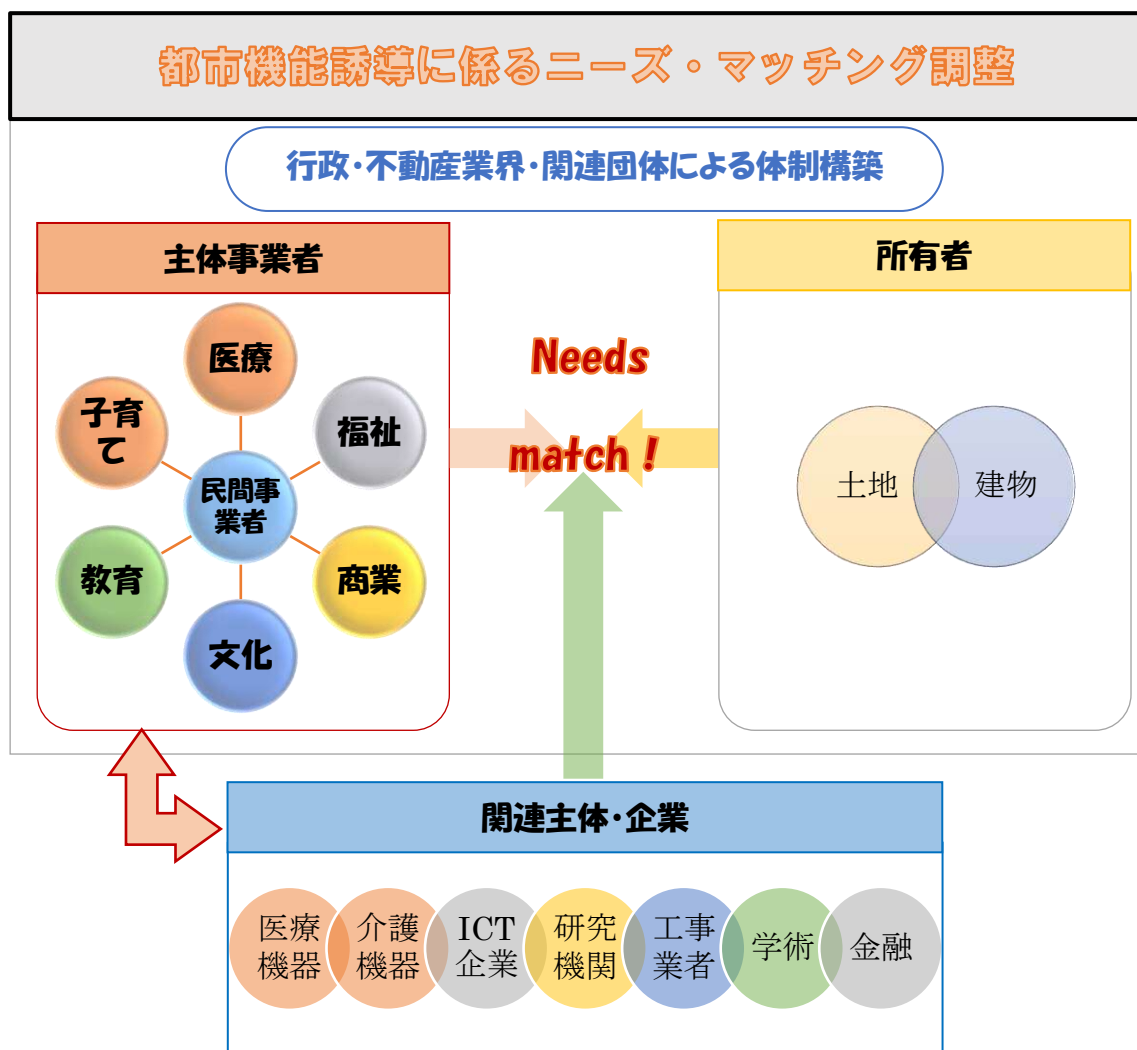 都市機能誘導に係るニーズ・マッチング調整
行政・不動産業界・関連団体による体制構築
主体事業者
医療
福祉
商業
文化
教育
子育
て
民間事
業者
Needs
match！
所有者
土地
建物
関連主体・企業
医療
機器
介護
機器
ICT
企業
研究
機関
工事
業者
学術
金融